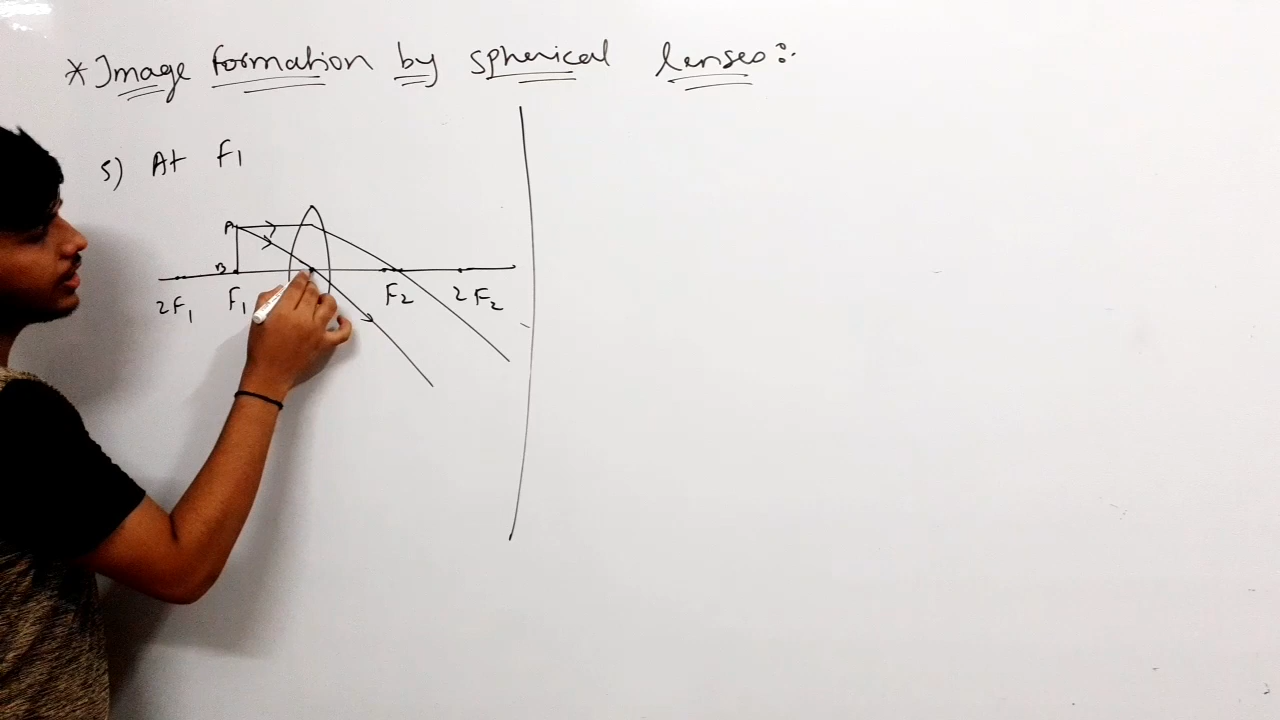 * Image formation by spherical lenses :-
5) At F1
A
B
2F1 F1 F2 2F2